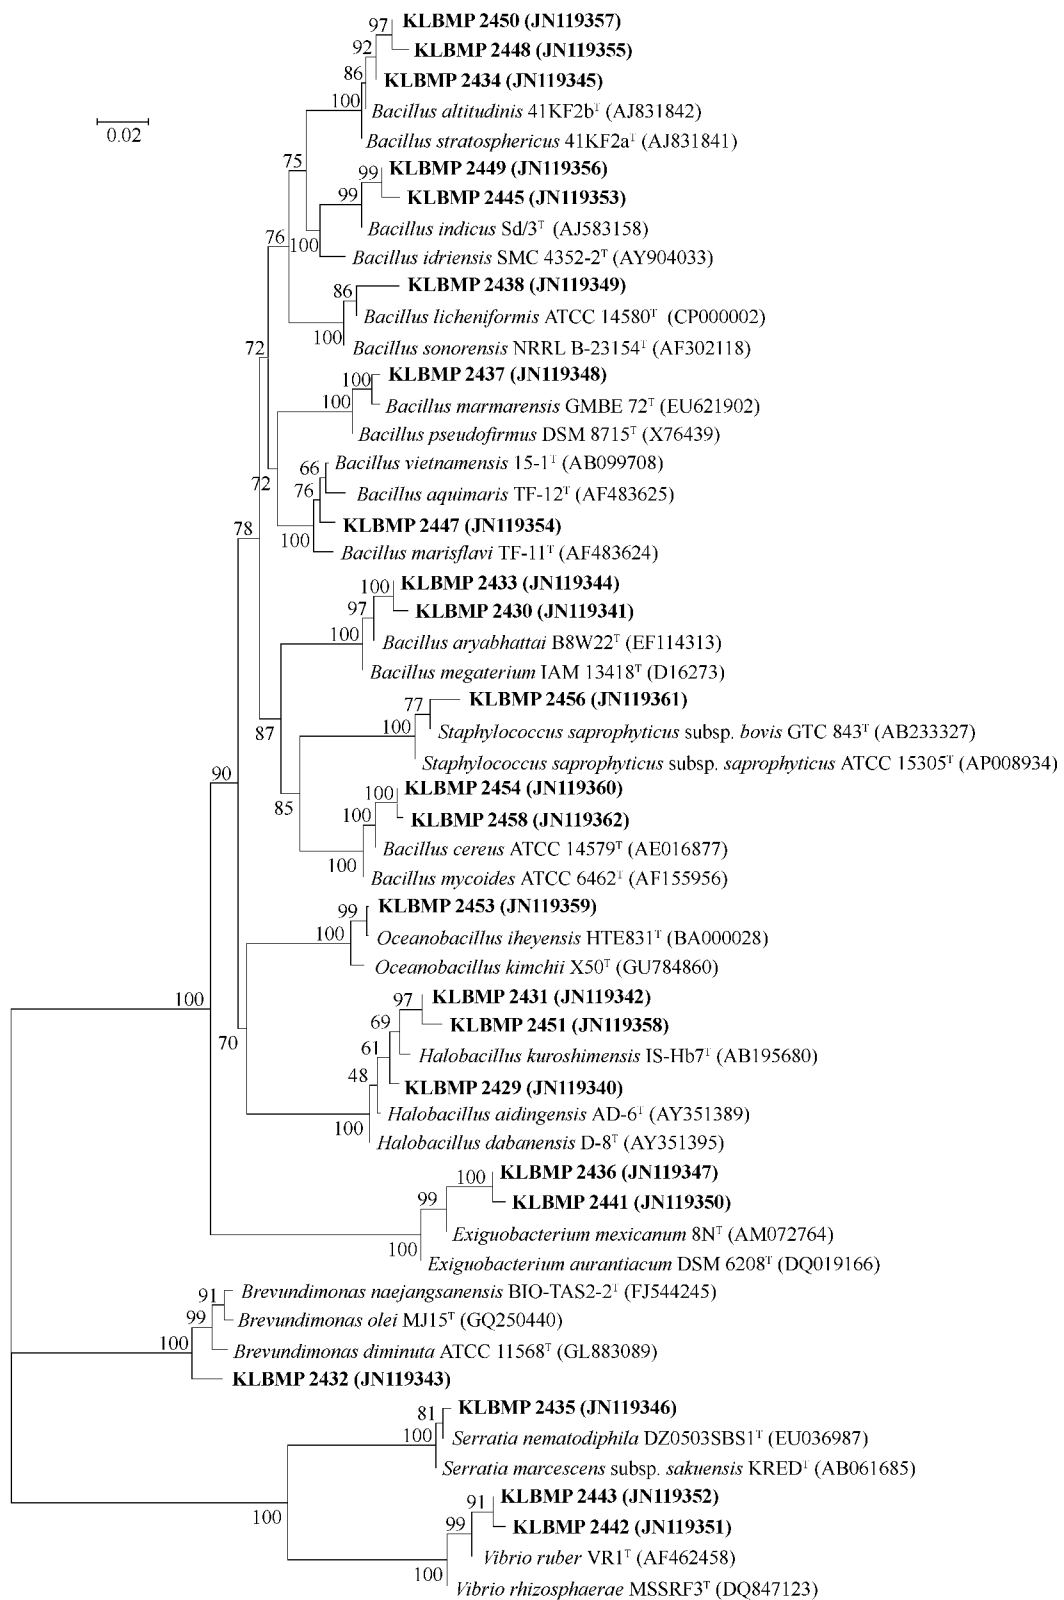 97 KLBMP 2450 (JN119357)
92 KLBMP 2448 (JN119355)
86 KLBMP 2434 (JN119345)
100 Bacillus altitudinis 41KF2bᵀ (AJ831842)
0.02
Bacillus stratosphericus 41KF2aᵀ (AJ831841)
75 99 KLBMP 2449 (JN119356)
99 KLBMP 2445 (JN119353)
Bacillus indicus Sd/3ᵀ (AJ583158)
76 100 Bacillus idriensis SMC 4352-2ᵀ (AY904033)
86 KLBMP 2438 (JN119349)
Bacillus licheniformis ATCC 14580ᵀ (CP000002)
72 100 Bacillus sonorensis NRRL B-23154ᵀ (AF302118)
100 KLBMP 2437 (JN119348)
100 Bacillus marmarensis GMBE 72ᵀ (EU621902)
Bacillus pseudofirmus DSM 8715ᵀ (X76439)
66 Bacillus vietnamensis 15-1ᵀ (AB099708)
72 76 Bacillus aquimaris TF-12ᵀ (AF483625)
78 KLBMP 2447 (JN119354)
100 Bacillus marisflavi TF-11ᵀ (AF483624)
100 KLBMP 2433 (JN119344)
97 KLBMP 2430 (JN119341)
100 Bacillus aryabhattai B8W22ᵀ (EF114313)
Bacillus megaterium IAM 13418ᵀ (D16273)
77 KLBMP 2456 (JN119361)
87 100 Staphylococcus saprophyticus subsp. bovis GTC 843ᵀ (AB233327)
Staphylococcus saprophyticus subsp. saprophyticus ATCC 15305ᵀ (AP008934)
90 100 KLBMP 2454 (JN119360)
85 100 KLBMP 2458 (JN119362)
Bacillus cereus ATCC 14579ᵀ (AE016877)
100 Bacillus mycoides ATCC 6462ᵀ (AF155956)
99 KLBMP 2453 (JN119359)
100 Oceanobacillus iheyensis HTE831ᵀ (BA000028)
Oceanobacillus kimchii X50ᵀ (GU784860)
100 97 KLBMP 2431 (JN119342)
69 KLBMP 2451 (JN119358)
70 61 Halobacillus kuroshimensis IS-Hb7ᵀ (AB195680)
48 KLBMP 2429 (JN119340)
Halobacillus aidingensis AD-6ᵀ (AY351389)
100 Halobacillus dabanensis D-8ᵀ (AY351395)
100 KLBMP 2436 (JN119347)
99 KLBMP 2441 (JN119350)
Exiguobacterium mexicanum 8Nᵀ (AM072764)
100 Exiguobacterium aurantiacum DSM 6208ᵀ (DQ019166)
91 Brevundimonas naejangsanensis BIO-TAS2-2ᵀ (FJ544245)
99 Brevundimonas olei MJ15ᵀ (GQ250440)
100 Brevundimonas diminuta ATCC 11568ᵀ (GL883089)
KLBMP 2432 (JN119343)
81 KLBMP 2435 (JN119346)
100 Serratia nematodiphila DZ0503SBS1ᵀ (EU036987)
Serratia marcescens subsp. sakuensis KREDᵀ (AB061685)
91 KLBMP 2443 (JN119352)
100 99 KLBMP 2442 (JN119351)
Vibrio ruber VR1ᵀ (AF462458)
100 Vibrio rhizosphaerae MSSRF3ᵀ (DQ847123)